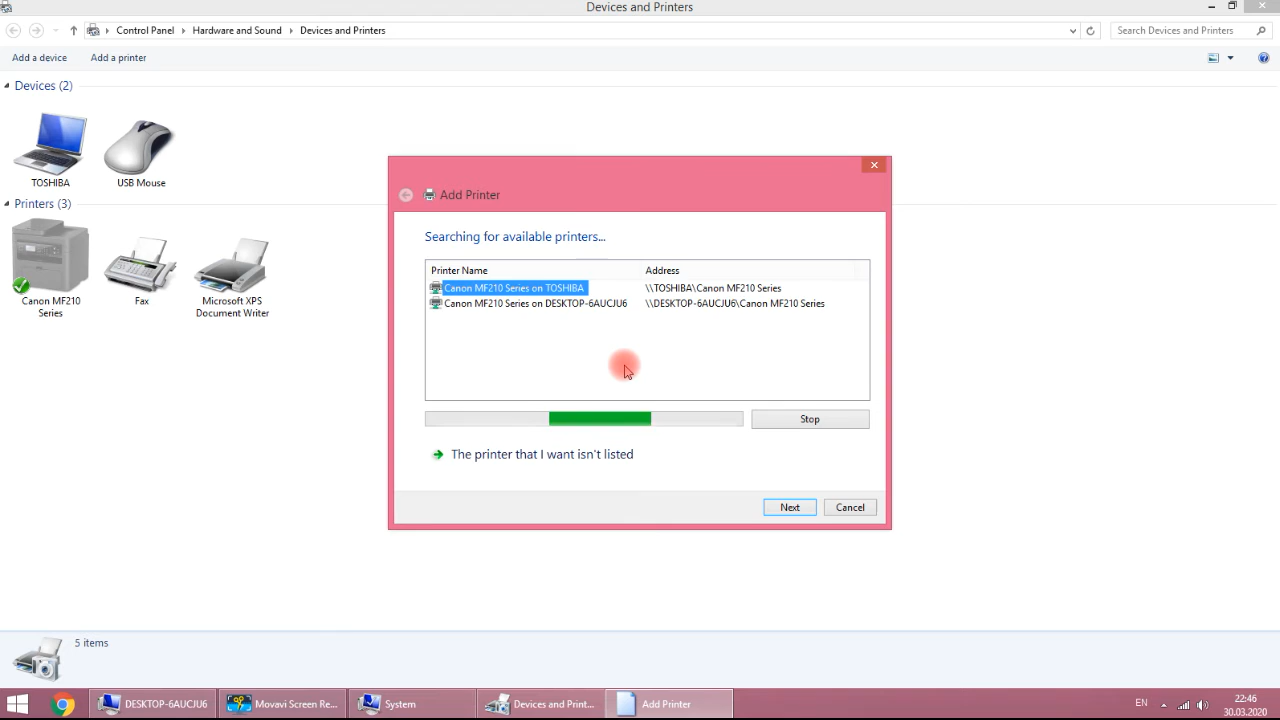 Devices and Printers
Control Panel
Hardware and Sound
Devices and Printers
Search Devices and Printers
Add a device
Add a printer
Devices (2)
TOSHIBA
USB Mouse
Printers (3)
Canon MF210
Series
Fax
Microsoft XPS
Document Writer
Add Printer
Searching for available printers...
Printer Name Address
Canon MF210 Series on TOSHIBA \\TOSHIBA\Canon MF210 Series
Canon MF210 Series on DESKTOP-6AUCJU6 \\DESKTOP-6AUCJU6\Canon MF210 Series
Stop
The printer that I want isn't listed
Next
Cancel
5 items
DESKTOP-6AUCJU6
Movavi Screen Re...
System
Devices and Print...
Add Printer
EN
22:46
30.03.2020